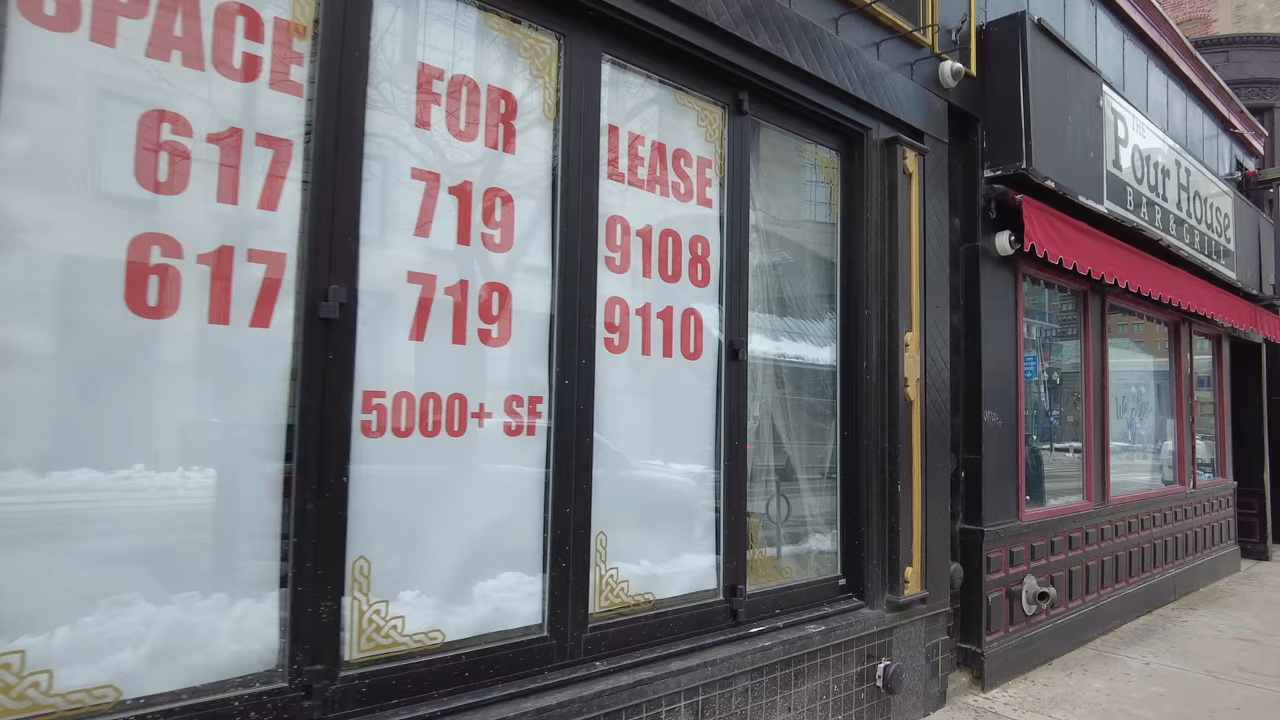 SPACE FOR LEASE
617 719 9108
617 719 9110
5000+ SF
THE
Pour House
BAR & GRILL